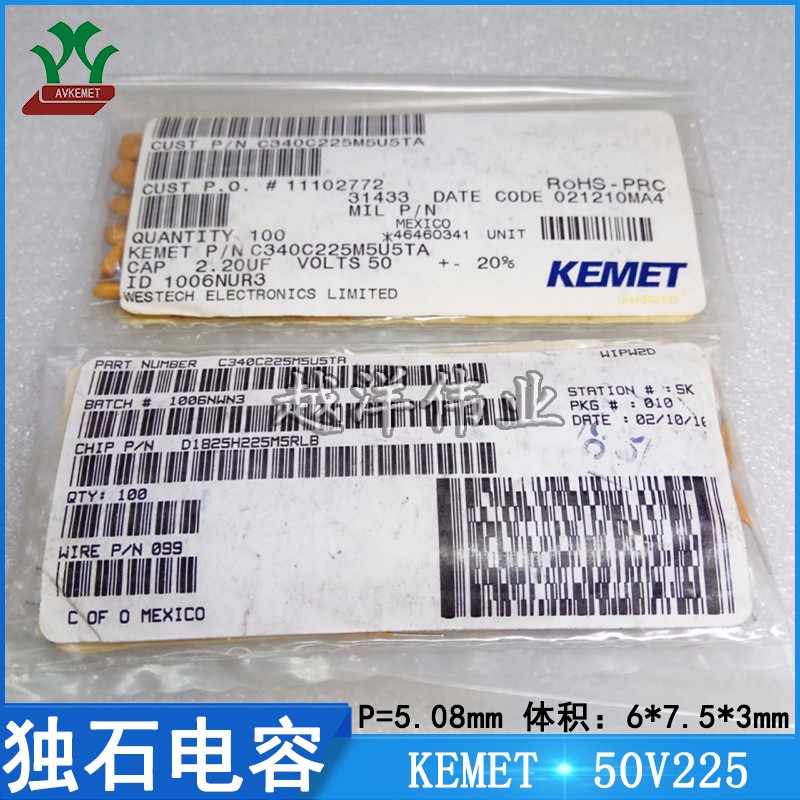 AVKEMET
CUST P/N C340C225M5U5TA
CUST P.O. # 11102772
RoHS-PRC
31433 DATE CODE 021210MA4
MIL P/N
MEXICO
QUANTITY 100
*46460341 UNIT
KEMET P/N C340C225M5U5TA
CAP 2.20UF VOLTS 50 +- 20%
ID 1006NUR3
WESTECH ELECTRONICS LIMITED
KEMET
CHARGED
PART NUMBER C340C225M5U5TA
WIPW2D
BATCH # 1006NWN3
STATION # : SK
PKG # : 010
DATE : 02/10/10
越洋伟业
CHIP P/N D1825H225M5RLB
QTY: 100
WIRE P/N 099
C OF O MEXICO
P=5.08mm 体积：6*7.5*3mm
独石电容
KEMET 50V225